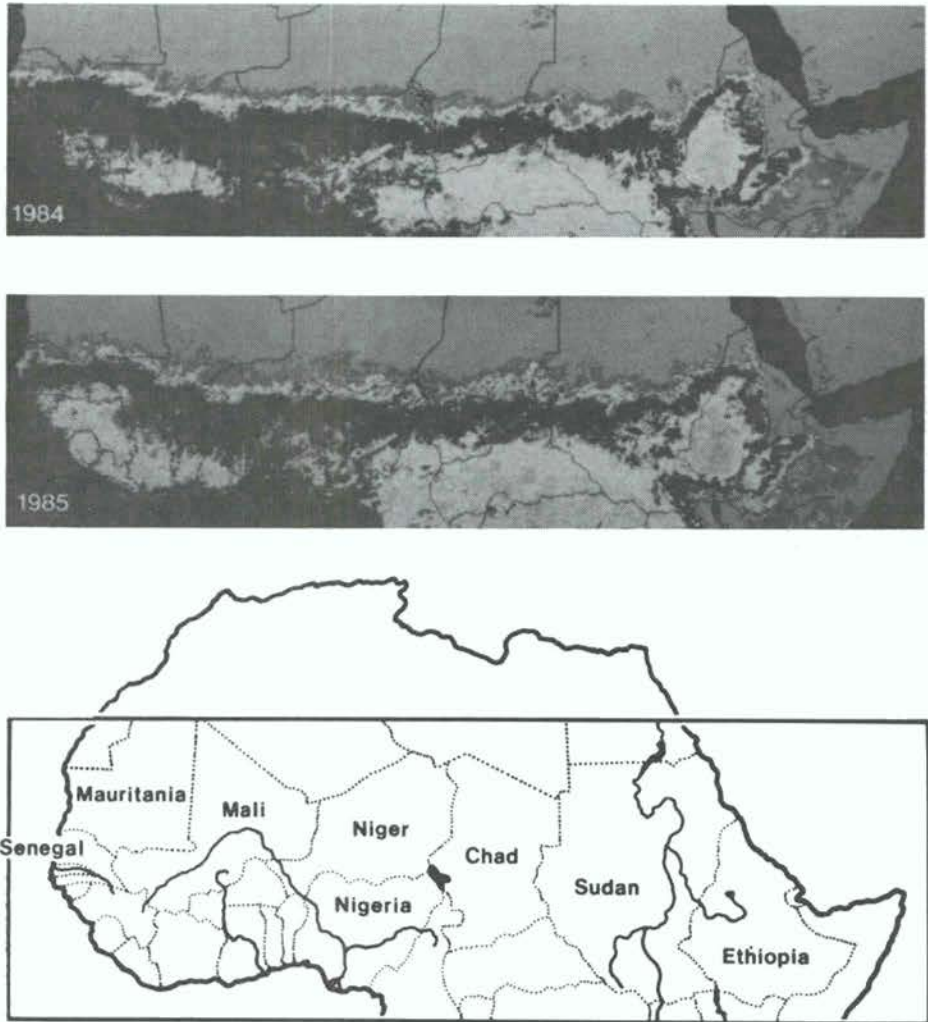 1984
1985
Mauritania
Mali
Niger
Senegal
Chad
Sudan
Nigeria
Ethiopia